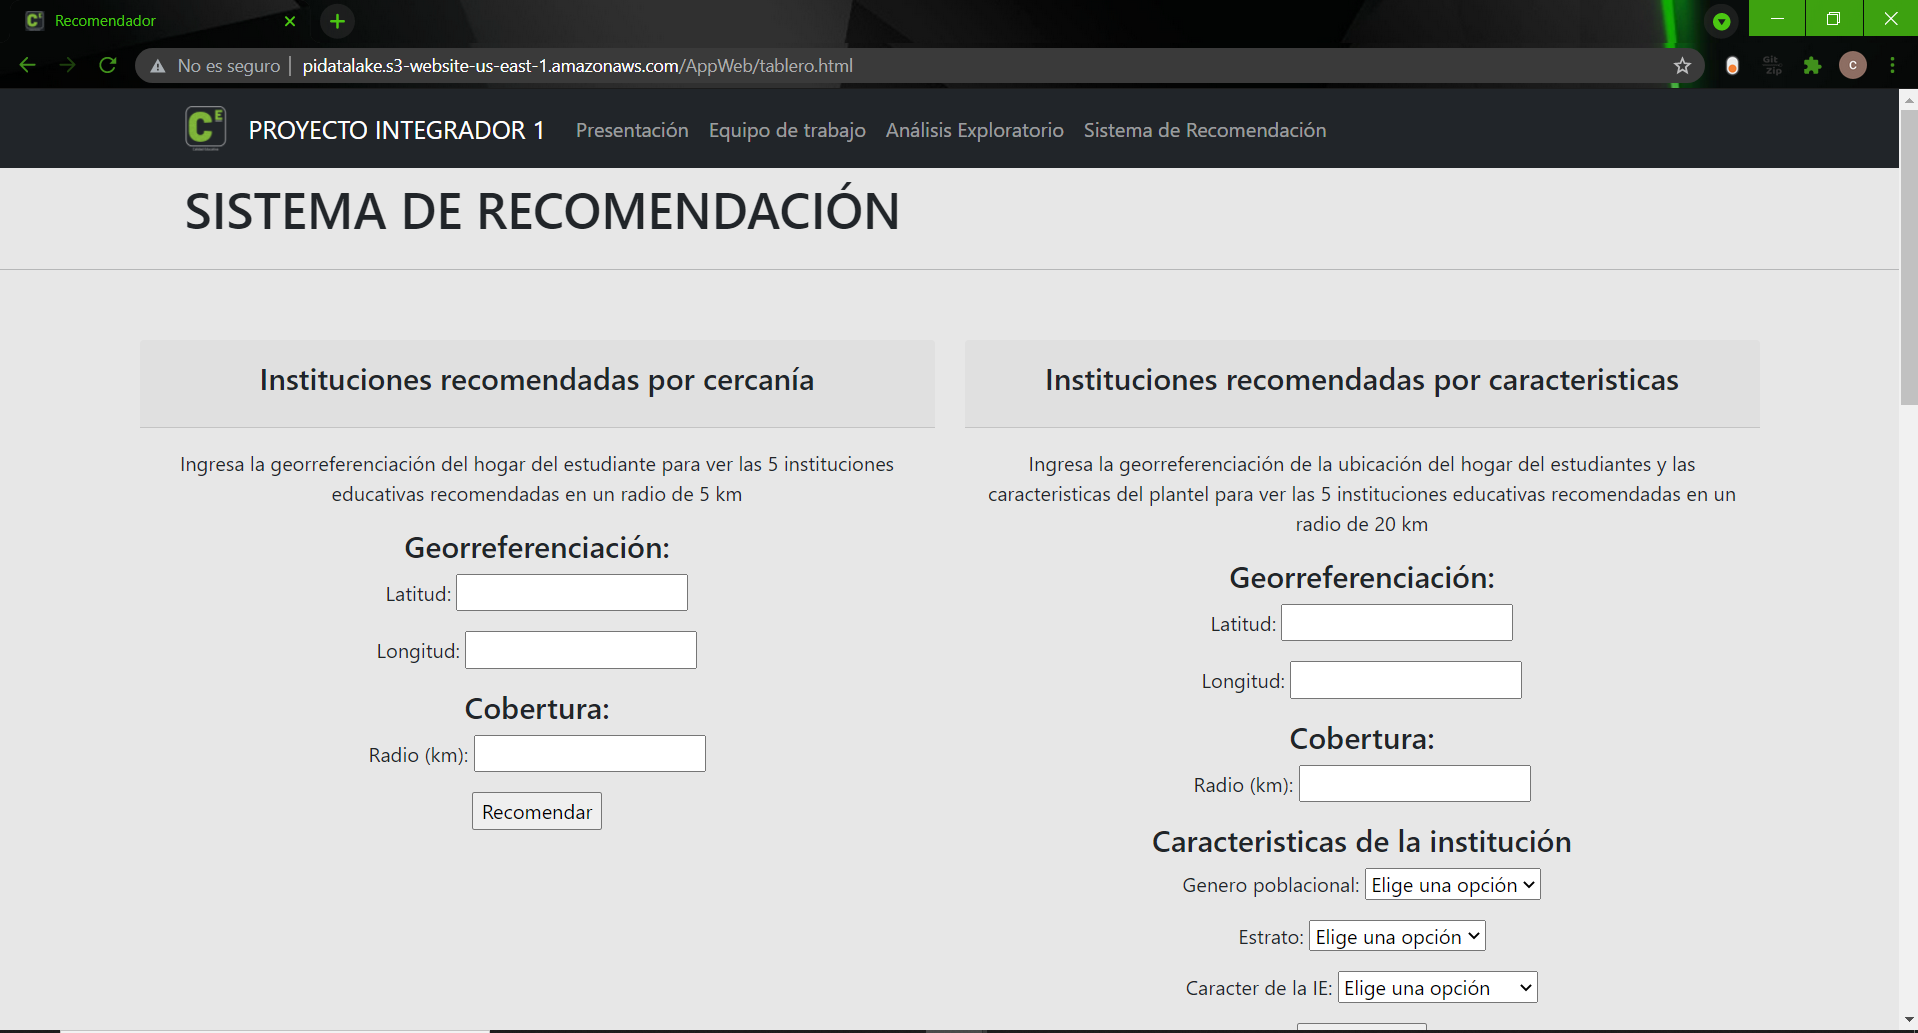 Recomendador
No es seguro | pidatalake.s3-website-us-east-1.amazonaws.com/AppWeb/tablero.html
Git
Zip
C
CE
PROYECTO INTEGRADOR 1
Presentación
Equipo de trabajo
Análisis Exploratorio
Sistema de Recomendación
SISTEMA DE RECOMENDACIÓN
Instituciones recomendadas por cercanía
Ingresa la georreferenciación del hogar del estudiante para ver las 5 instituciones
educativas recomendadas en un radio de 5 km
Georreferenciación:
Latitud:
Longitud:
Cobertura:
Radio (km):
Recomendar
Instituciones recomendadas por caracteristicas
Ingresa la georreferenciación de la ubicación del hogar del estudiantes y las
caracteristicas del plantel para ver las 5 instituciones educativas recomendadas en un
radio de 20 km
Georreferenciación:
Latitud:
Longitud:
Cobertura:
Radio (km):
Caracteristicas de la institución
Genero poblacional: Elige una opción
Estrato: Elige una opción
Caracter de la IE: Elige una opción